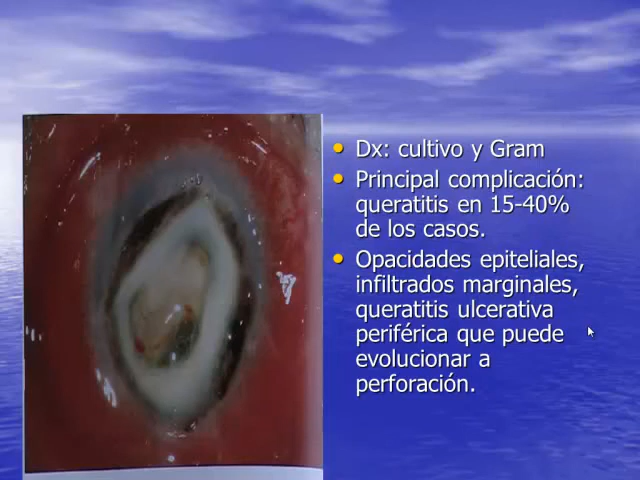 Dx: cultivo y Gram
Principal complicación:
queratitis en 15-40%
de los casos.
Opacidades epiteliales,
infiltrados marginales,
queratitis ulcerativa
periférica que puede
evolucionar a
perforación.